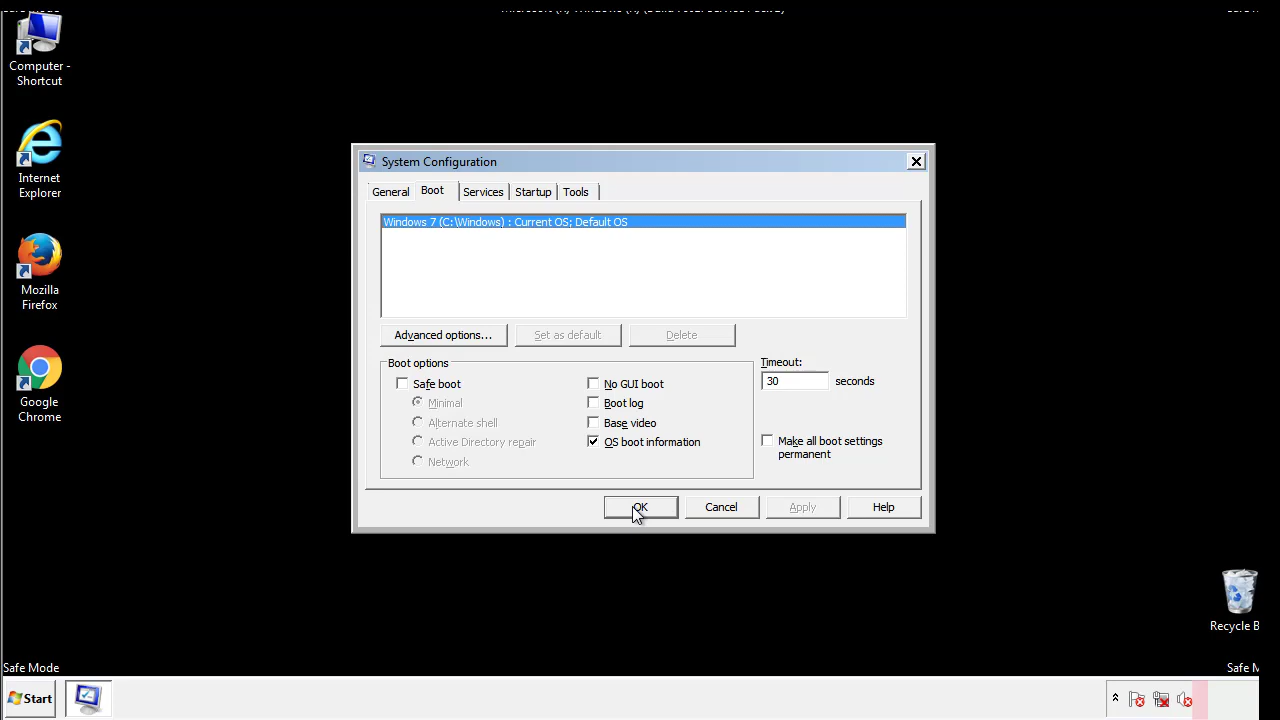 Computer -
Shortcut
Internet
Explorer
Mozilla
Firefox
Google
Chrome
System Configuration
General
Boot
Services
Startup
Tools
Windows 7 (C:\Windows) : Current OS; Default OS
Advanced options...
Set as default
Delete
Boot options
Safe boot
Minimal
Alternate shell
Active Directory repair
Network
No GUI boot
Boot log
Base video
OS boot information
Timeout:
30 seconds
Make all boot settings
permanent
OK
Cancel
Apply
Help
Recycle B
Safe Mode
Safe M
Start